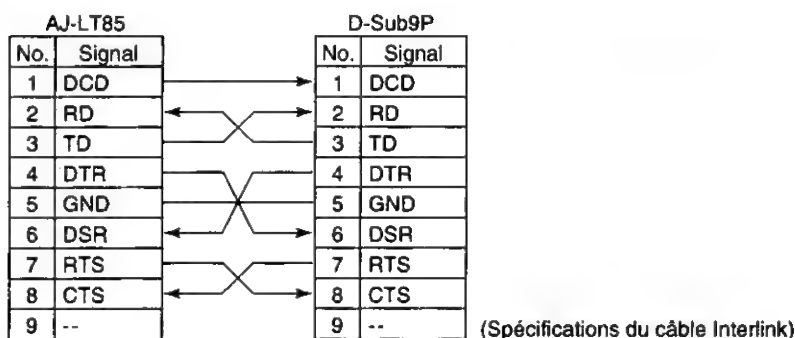 AJ-LT85 D-Sub9P
No. Signal No. Signal
1 DCD 1 DCD
2 RD 2 RD
3 TD 3 TD
4 DTR 4 DTR
5 GND 5 GND
6 DSR 6 DSR
7 RTS 7 RTS
8 CTS 8 CTS
9 -- 9 -- (Spécifications du câble Interlink)